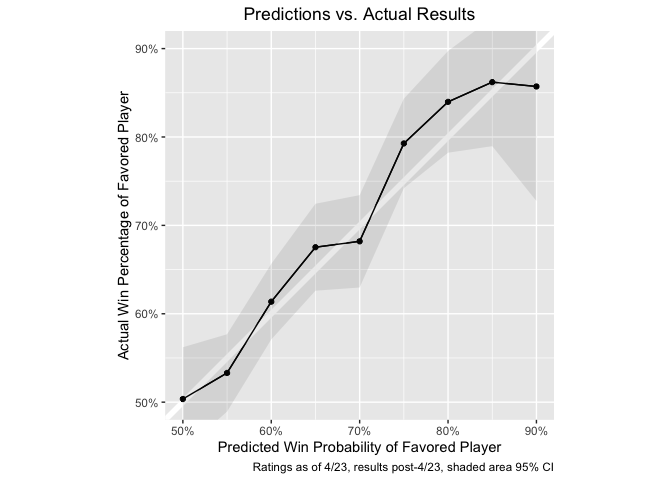 Predictions vs. Actual Results
Actual Win Percentage of Favored Player
90%
80%
70%
60%
50%
50%
60%
70%
80%
90%
Predicted Win Probability of Favored Player
Ratings as of 4/23, results post-4/23, shaded area 95% CI